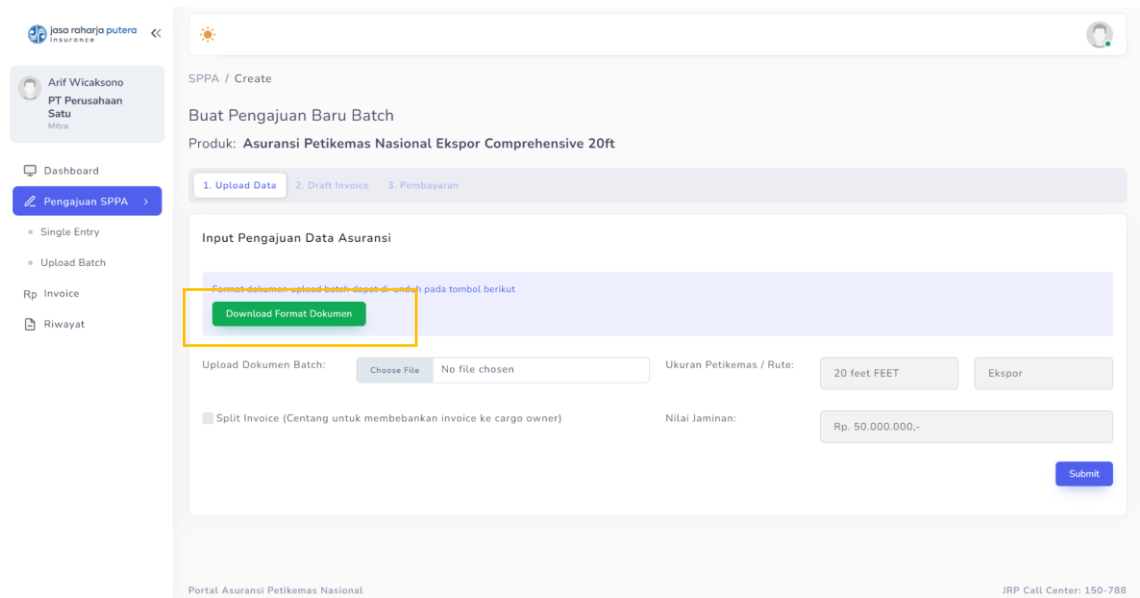 jasa raharja putera
insurance
Arif Wicaksono
PT Perusahaan
Satu
Mitra
Dashboard
Pengajuan SPPA
Single Entry
Upload Batch
Rp Invoice
Riwayat
SPPA / Create
Buat Pengajuan Baru Batch
Produk: Asuransi Petikemas Nasional Ekspor Comprehensive 20ft
1. Upload Data 2. Draft Invoice 3. Pembayaran
Input Pengajuan Data Asuransi
Format dokumen upload batch dapat di-unduh pada tombol berikut
Download Format Dokumen
Upload Dokumen Batch: Choose File No file chosen Ukuran Petikemas / Rute: 20 feet FEET Ekspor
Split Invoice (Centang untuk membebankan invoice ke cargo owner) Nilai Jaminan: Rp. 50.000.000,-
Submit
Portal Asuransi Petikemas Nasional JRP Call Center: 150-788